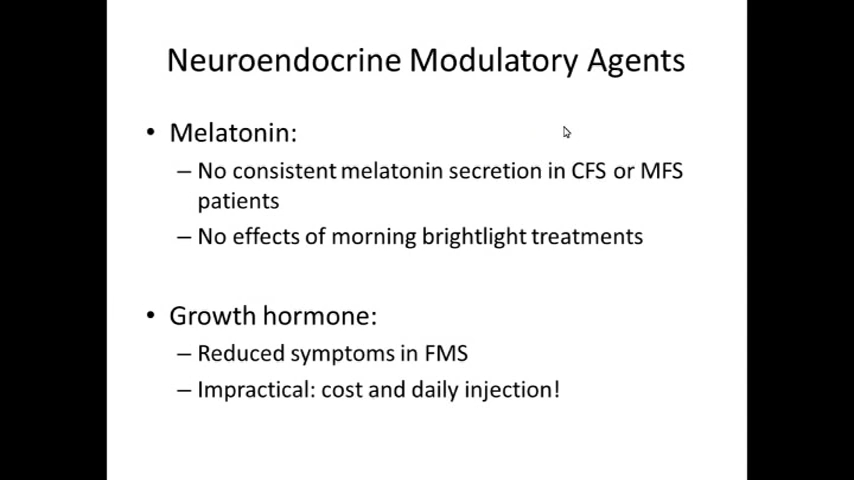 Neuroendocrine Modulatory Agents
• Melatonin:
– No consistent melatonin secretion in CFS or MFS
patients
– No effects of morning brightlight treatments
• Growth hormone:
– Reduced symptoms in FMS
– Impractical: cost and daily injection!